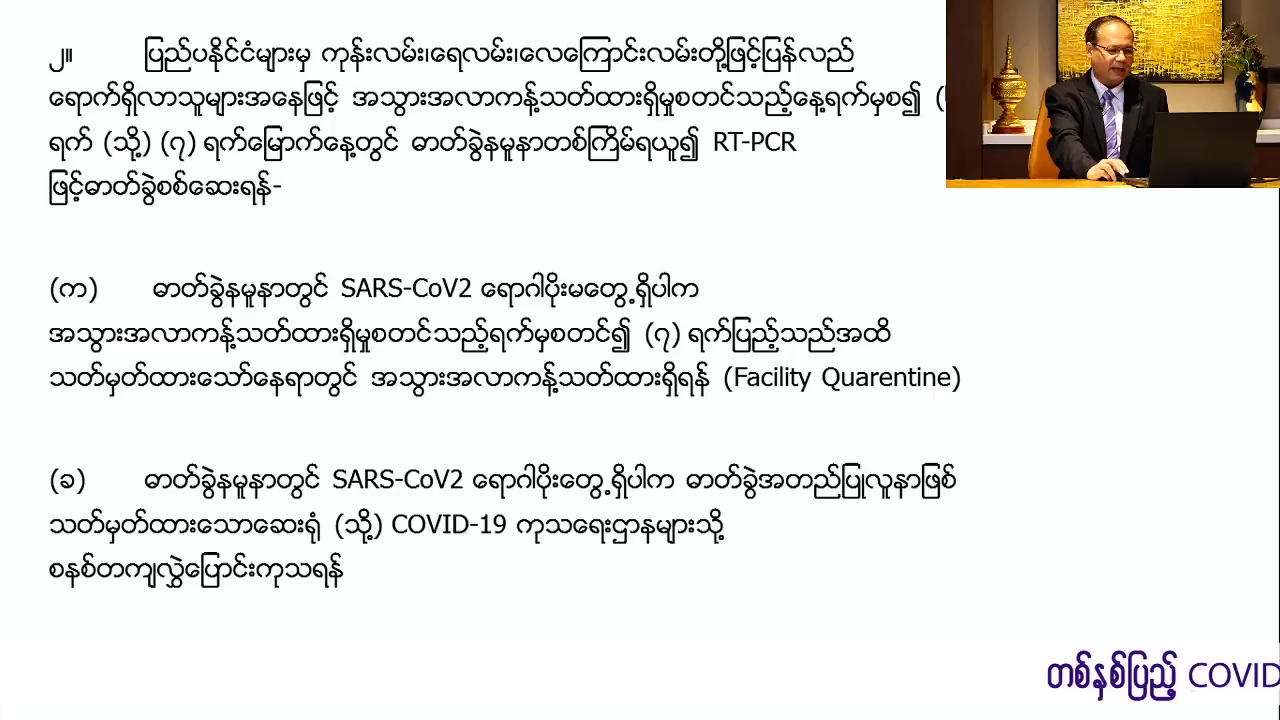 ၂။ ပြည်ပနိုင်ငံများမှ ကုန်းလမ်း၊ရေလမ်း၊လေကြောင်းလမ်းတို့ဖြင့်ပြန်လည်
ရောက်ရှိလာသူများအနေဖြင့် အသွားအလာကန့်သတ်ထားရှိမှုစတင်သည့်နေ့ရက်မှစ၍ (
ရက် (သို့) (၇) ရက်မြောက်နေ့တွင် ဓာတ်ခွဲနမူနာတစ်ကြိမ်ရယူ၍ RT-PCR
ဖြင့်ဓာတ်ခွဲစစ်ဆေးရန်-
(က) ဓာတ်ခွဲနမူနာတွင် SARS-CoV2 ရောဂါပိုးမတွေ့ရှိပါက
အသွားအလာကန့်သတ်ထားရှိမှုစတင်သည့်ရက်မှစတင်၍ (၇) ရက်ပြည့်သည်အထိ
သတ်မှတ်ထားသော်နေရာတွင် အသွားအလာကန့်သတ်ထားရှိရန် (Facility Quarentine)
(ခ) ဓာတ်ခွဲနမူနာတွင် SARS-CoV2 ရောဂါပိုးတွေ့ရှိပါက ဓာတ်ခွဲအတည်ပြုလူနာဖြစ်
သတ်မှတ်ထားသောဆေးရုံ (သို့) COVID-19 ကုသရေးဌာနများသို့
စနစ်တကျလွှဲပြောင်းကုသရန်
တစ်နှစ်ပြည့် COVID